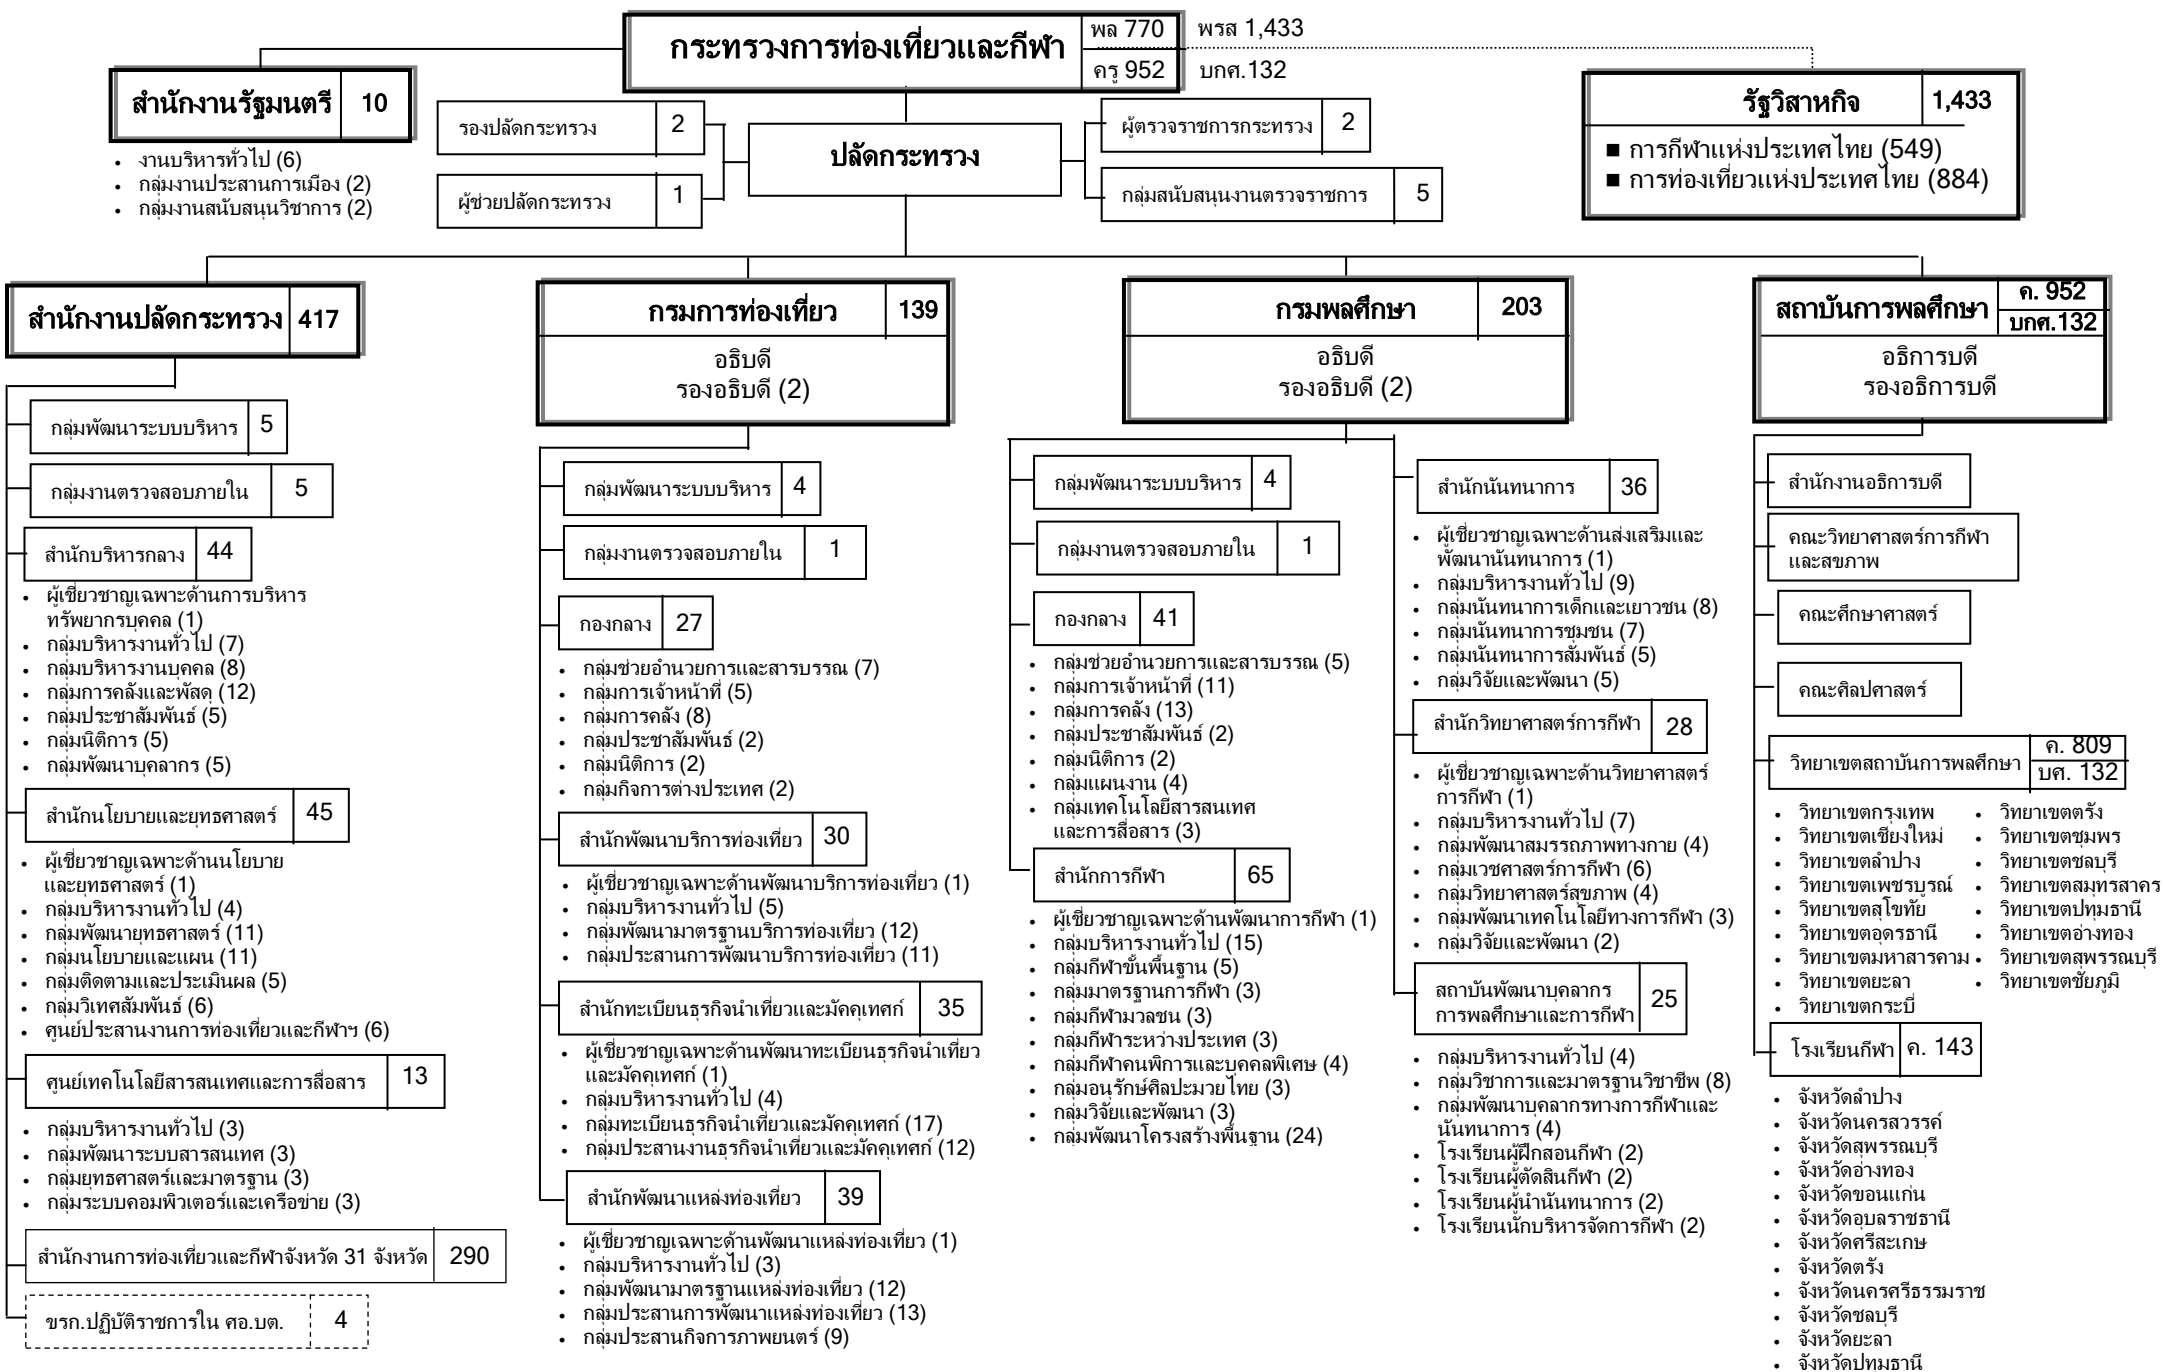 กระทรวงการท่องเที่ยวและกีฬา
พล 770
ครู 952
พรส 1,433
บกศ.132
สำนักงานรัฐมนตรี 10
• งานบริหารทั่วไป (6)
• กลุ่มงานประสานการเมือง (2)
• กลุ่มงานสนับสนุนวิชาการ (2)
รองปลัดกระทรวง 2
ผู้ช่วยปลัดกระทรวง 1
ปลัดกระทรวง
ผู้ตรวจราชการกระทรวง 2
กลุ่มสนับสนุนงานตรวจราชการ 5
รัฐวิสาหกิจ 1,433
■ การกีฬาแห่งประเทศไทย (549)
■ การท่องเที่ยวแห่งประเทศไทย (884)
สำนักงานปลัดกระทรวง 417
กลุ่มพัฒนาระบบบริหาร 5
กลุ่มงานตรวจสอบภายใน 5
สำนักบริหารกลาง 44
• ผู้เชี่ยวชาญเฉพาะด้านการบริหาร
ทรัพยากรบุคคล (1)
• กลุ่มบริหารงานทั่วไป (7)
• กลุ่มบริหารงานบุคคล (8)
• กลุ่มการคลังและพัสดุ (12)
• กลุ่มประชาสัมพันธ์ (5)
• กลุ่มนิติการ (5)
• กลุ่มพัฒนาบุคลากร (5)
สำนักนโยบายและยุทธศาสตร์ 45
• ผู้เชี่ยวชาญเฉพาะด้านนโยบาย
และยุทธศาสตร์ (1)
• กลุ่มบริหารงานทั่วไป (4)
• กลุ่มพัฒนายุทธศาสตร์ (11)
• กลุ่มนโยบายและแผน (11)
• กลุ่มติดตามและประเมินผล (5)
• กลุ่มวิเทศสัมพันธ์ (6)
• ศูนย์ประสานงานการท่องเที่ยวและกีฬาฯ (6)
ศูนย์เทคโนโลยีสารสนเทศและการสื่อสาร 13
• กลุ่มบริหารงานทั่วไป (3)
• กลุ่มพัฒนาระบบสารสนเทศ (3)
• กลุ่มยุทธศาสตร์และมาตรฐาน (3)
• กลุ่มระบบคอมพิวเตอร์และเครือข่าย (3)
สำนักงานการท่องเที่ยวและกีฬาจังหวัด 31 จังหวัด 290
ขรก.ปฏิบัติราชการใน ศอ.บต. 4
กรมการท่องเที่ยว 139
อธิบดี
รองอธิบดี (2)
กลุ่มพัฒนาระบบบริหาร 4
กลุ่มงานตรวจสอบภายใน 1
กองกลาง 27
• กลุ่มช่วยอำนวยการและสารบรรณ (7)
• กลุ่มการเจ้าหน้าที่ (5)
• กลุ่มการคลัง (8)
• กลุ่มประชาสัมพันธ์ (2)
• กลุ่มนิติการ (2)
• กลุ่มกิจการต่างประเทศ (2)
สำนักพัฒนาบริการท่องเที่ยว 30
• ผู้เชี่ยวชาญเฉพาะด้านพัฒนาบริการท่องเที่ยว (1)
• กลุ่มบริหารงานทั่วไป (5)
• กลุ่มพัฒนามาตรฐานบริการท่องเที่ยว (12)
• กลุ่มประสานการพัฒนาบริการท่องเที่ยว (11)
สำนักทะเบียนธุรกิจนำเที่ยวและมัคคุเทศก์ 35
• ผู้เชี่ยวชาญเฉพาะด้านพัฒนาทะเบียนธุรกิจนำเที่ยว
และมัคคุเทศก์ (1)
• กลุ่มบริหารงานทั่วไป (4)
• กลุ่มทะเบียนธุรกิจนำเที่ยวและมัคคุเทศก์ (17)
• กลุ่มประสานงานธุรกิจนำเที่ยวและมัคคุเทศก์ (12)
สำนักพัฒนาแหล่งท่องเที่ยว 39
• ผู้เชี่ยวชาญเฉพาะด้านพัฒนาแหล่งท่องเที่ยว (1)
• กลุ่มบริหารงานทั่วไป (3)
• กลุ่มพัฒนามาตรฐานแหล่งท่องเที่ยว (12)
• กลุ่มประสานการพัฒนาแหล่งท่องเที่ยว (13)
• กลุ่มประสานกิจการภาพยนตร์ (9)
กรมพลศึกษา 203
อธิบดี
รองอธิบดี (2)
กลุ่มพัฒนาระบบบริหาร 4
กลุ่มงานตรวจสอบภายใน 1
กองกลาง 41
• กลุ่มช่วยอำนวยการและสารบรรณ (5)
• กลุ่มการเจ้าหน้าที่ (11)
• กลุ่มการคลัง (13)
• กลุ่มประชาสัมพันธ์ (2)
• กลุ่มนิติการ (2)
• กลุ่มแผนงาน (4)
• กลุ่มเทคโนโลยีสารสนเทศ
และการสื่อสาร (3)
สำนักการกีฬา 65
• ผู้เชี่ยวชาญเฉพาะด้านพัฒนาการกีฬา (1)
• กลุ่มบริหารงานทั่วไป (15)
• กลุ่มกีฬาขั้นพื้นฐาน (5)
• กลุ่มมาตรฐานการกีฬา (3)
• กลุ่มกีฬามวลชน (3)
• กลุ่มกีฬาระหว่างประเทศ (3)
• กลุ่มกีฬาคนพิการและบุคคลพิเศษ (4)
• กลุ่มอนุรักษ์ศิลปะมวยไทย (3)
• กลุ่มวิจัยและพัฒนา (3)
• กลุ่มพัฒนาโครงสร้างพื้นฐาน (24)
สำนักนันทนาการ 36
• ผู้เชี่ยวชาญเฉพาะด้านส่งเสริมและ
พัฒนานันทนาการ (1)
• กลุ่มบริหารงานทั่วไป (9)
• กลุ่มนันทนาการเด็กและเยาวชน (8)
• กลุ่มนันทนาการชุมชน (7)
• กลุ่มนันทนาการสัมพันธ์ (5)
• กลุ่มวิจัยและพัฒนา (5)
สำนักวิทยาศาสตร์การกีฬา 28
• ผู้เชี่ยวชาญเฉพาะด้านวิทยาศาสตร์
การกีฬา (1)
• กลุ่มบริหารงานทั่วไป (7)
• กลุ่มพัฒนาสมรรถภาพทางกาย (4)
• กลุ่มเวชศาสตร์การกีฬา (6)
• กลุ่มวิทยาศาสตร์สุขภาพ (4)
• กลุ่มพัฒนาเทคโนโลยีทางการกีฬา (3)
• กลุ่มวิจัยและพัฒนา (2)
สถาบันพัฒนาบุคลากร
การพลศึกษาและการกีฬา 25
• กลุ่มบริหารงานทั่วไป (4)
• กลุ่มวิชาการและมาตรฐานวิชาชีพ (8)
• กลุ่มพัฒนาบุคลากรทางการกีฬาและ
นันทนาการ (4)
• โรงเรียนผู้ฝึกสอนกีฬา (2)
• โรงเรียนผู้ตัดสินกีฬา (2)
• โรงเรียนผู้นำนันทนาการ (2)
• โรงเรียนนักบริหารจัดการกีฬา (2)
สถาบันการพลศึกษา
ค. 952
บกศ.132
อธิการบดี
รองอธิการบดี
สำนักงานอธิการบดี
คณะวิทยาศาสตร์การกีฬา
และสุขภาพ
คณะศึกษาศาสตร์
คณะศิลปศาสตร์
วิทยาเขตสถาบันการพลศึกษา
ค. 809
บศ. 132
• วิทยาเขตกรุงเทพ
• วิทยาเขตเชียงใหม่
• วิทยาเขตลำปาง
• วิทยาเขตเพชรบูรณ์
• วิทยาเขตสุโขทัย
• วิทยาเขตอุดรธานี
• วิทยาเขตมหาสารคาม
• วิทยาเขตยะลา
• วิทยาเขตกระบี่
• วิทยาเขตตรัง
• วิทยาเขตชุมพร
• วิทยาเขตชลบุรี
• วิทยาเขตสมุทรสาคร
• วิทยาเขตปทุมธานี
• วิทยาเขตอ่างทอง
• วิทยาเขตสุพรรณบุรี
• วิทยาเขตชัยภูมิ
โรงเรียนกีฬา ค. 143
• จังหวัดลำปาง
• จังหวัดนครสวรรค์
• จังหวัดสุพรรณบุรี
• จังหวัดอ่างทอง
• จังหวัดขอนแก่น
• จังหวัดอุบลราชธานี
• จังหวัดศรีสะเกษ
• จังหวัดตรัง
• จังหวัดนครศรีธรรมราช
• จังหวัดชลบุรี
• จังหวัดยะลา
• จังหวัดปทุมธานี